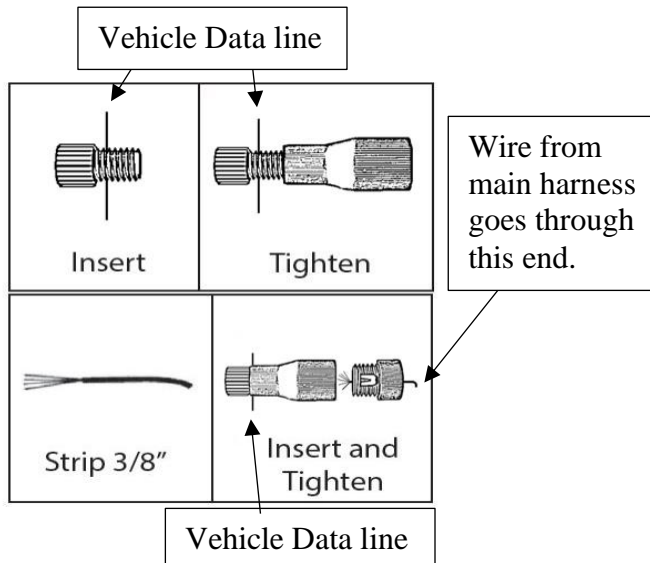 Vehicle Data line
Insert
Tighten
Wire from
main harness
goes through
this end.
Strip 3/8"
Insert and
Tighten
Vehicle Data line